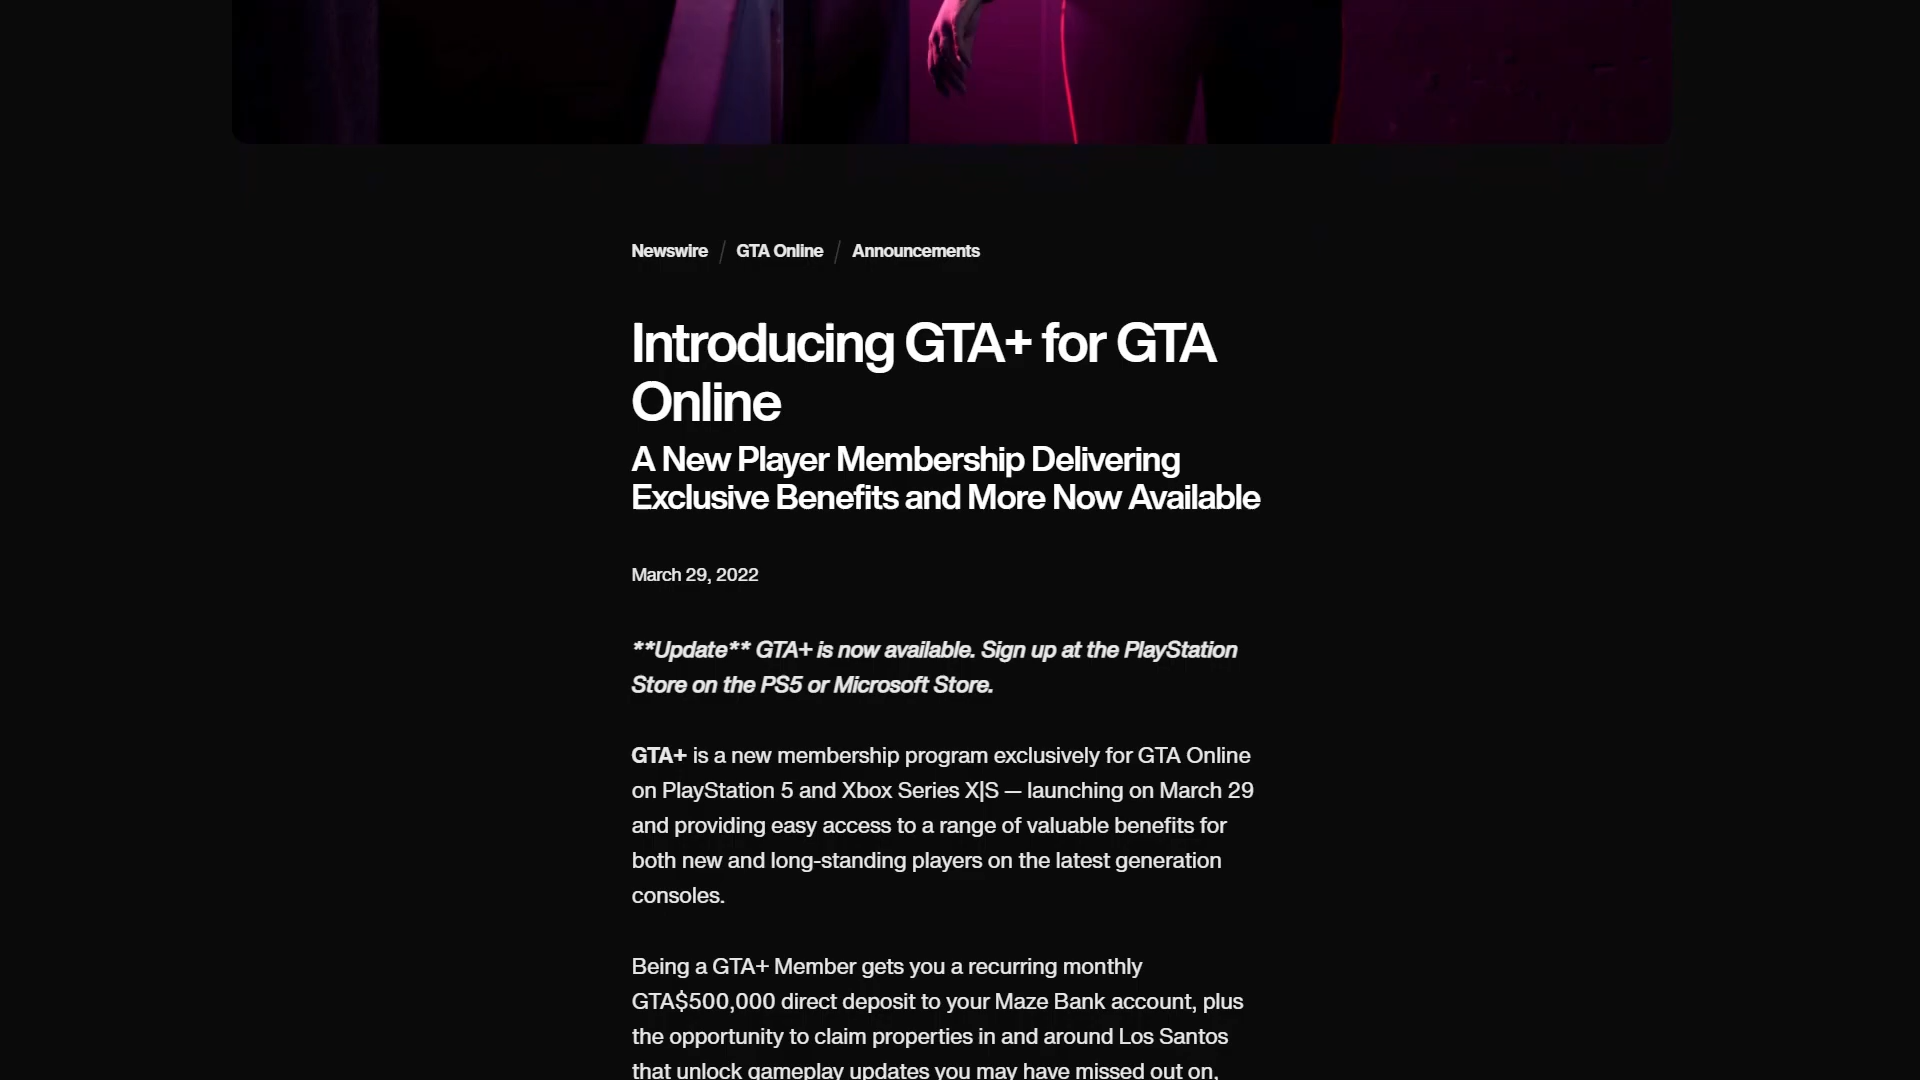 Newswire / GTA Online / Announcements
Introducing GTA+ for GTA
Online
A New Player Membership Delivering
Exclusive Benefits and More Now Available
March 29, 2022
**Update** GTA+ is now available. Sign up at the PlayStation
Store on the PS5 or Microsoft Store.
GTA+ is a new membership program exclusively for GTA Online
on PlayStation 5 and Xbox Series X|S — launching on March 29
and providing easy access to a range of valuable benefits for
both new and long-standing players on the latest generation
consoles.
Being a GTA+ Member gets you a recurring monthly
GTA$500,000 direct deposit to your Maze Bank account, plus
the opportunity to claim properties in and around Los Santos
that unlock gameplay updates you may have missed out on,